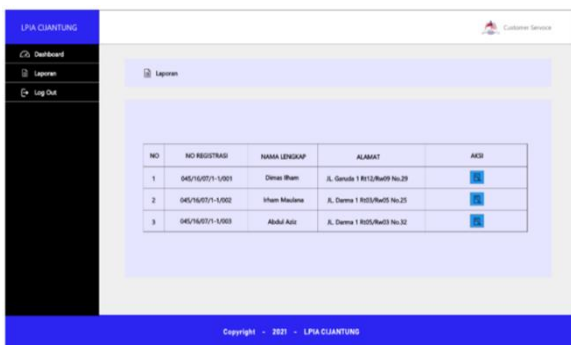 LPIA CIJANTUNG
Customer Service
Dashboard
Laporan
Log Out
Laporan
NO NO REGISTRASI NAMA LENGKAP ALAMAT AKSI
1 045/16/07/1-1/001 Dimas Ilham JL. Garuda 1 Rt12/Rw09 No.29
2 045/16/07/1-1/002 Irham Maulana JL. Darma 1 Rt03/Rw05 No.25
3 045/16/07/1-1/003 Abdul Aziz JL. Darma 1 Rt05/Rw03 No.32
Copyright - 2021 - LPIA CIJANTUNG